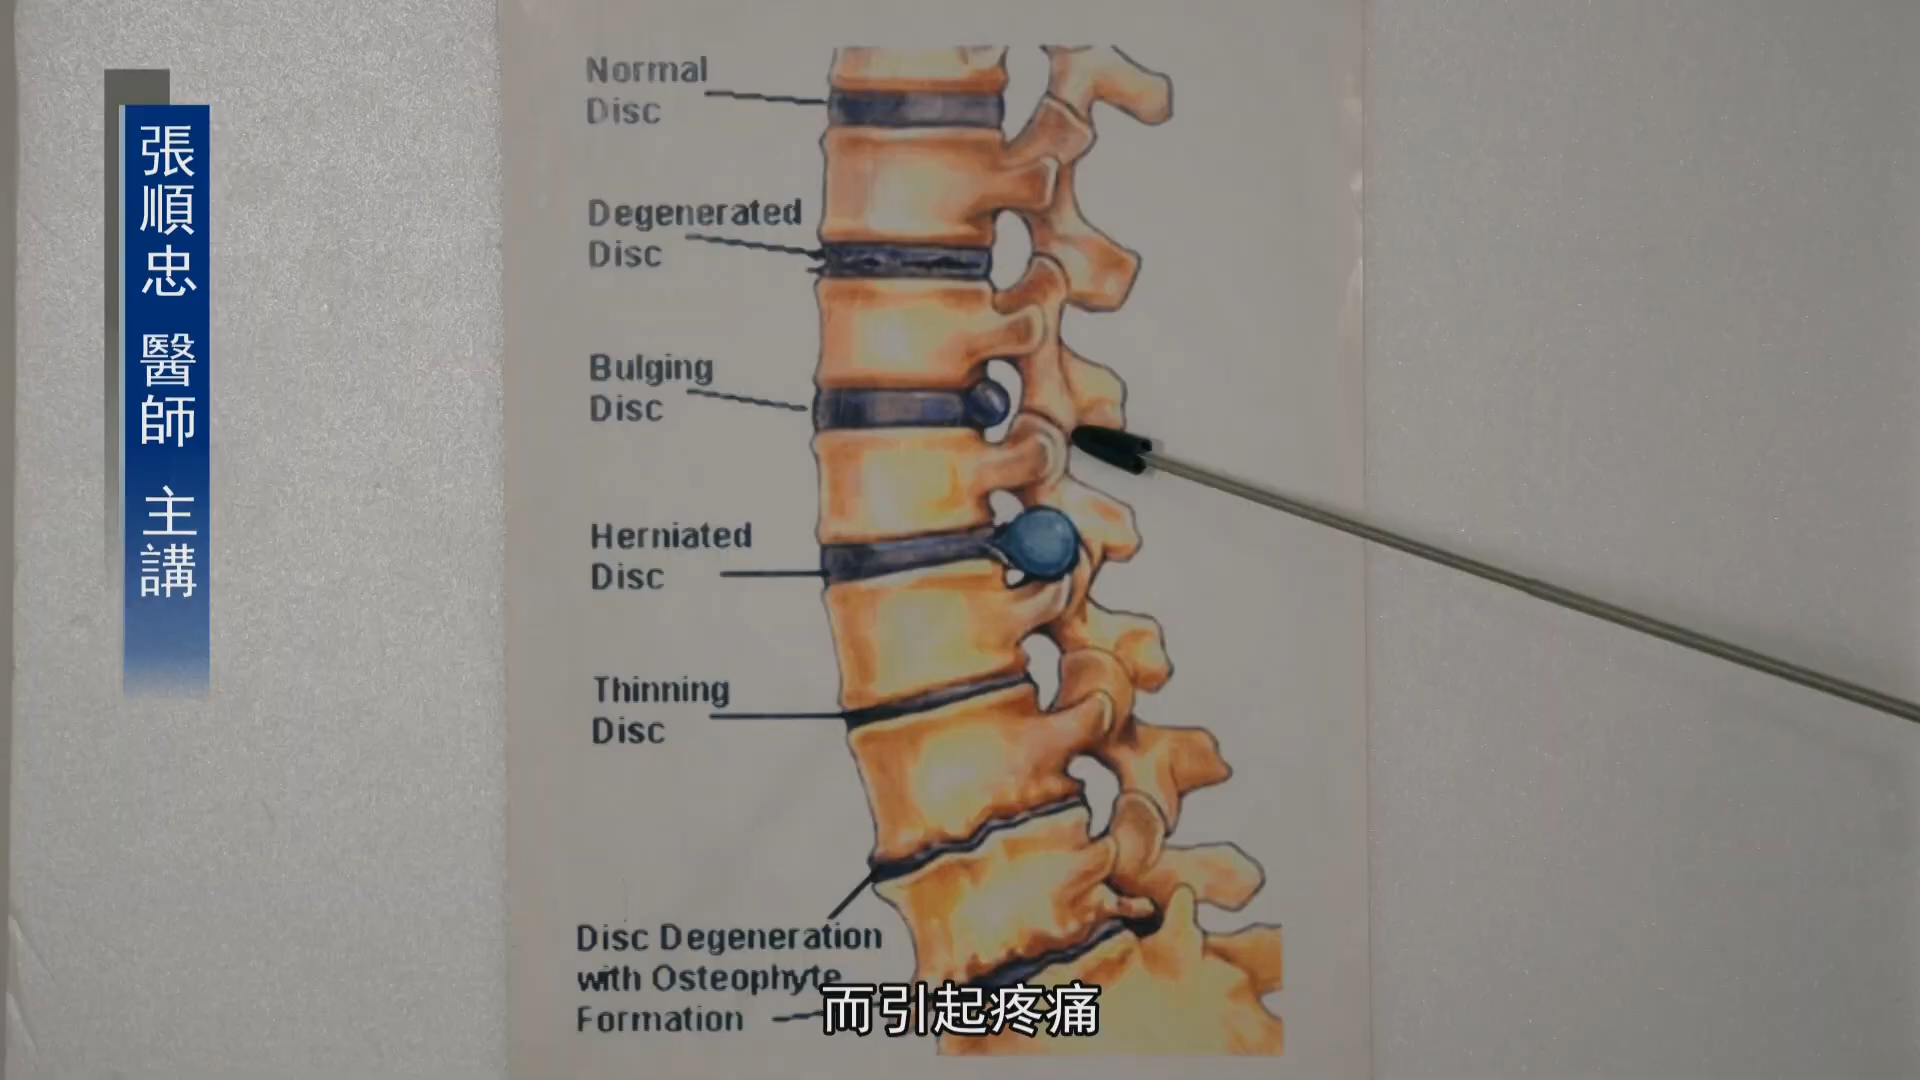 張順忠 醫師 主講
Normal
Disc
Degenerated
Disc
Bulging
Disc
Herniated
Disc
Thinning
Disc
Disc Degeneration
with Osteophyte
Formation
而引起疼痛